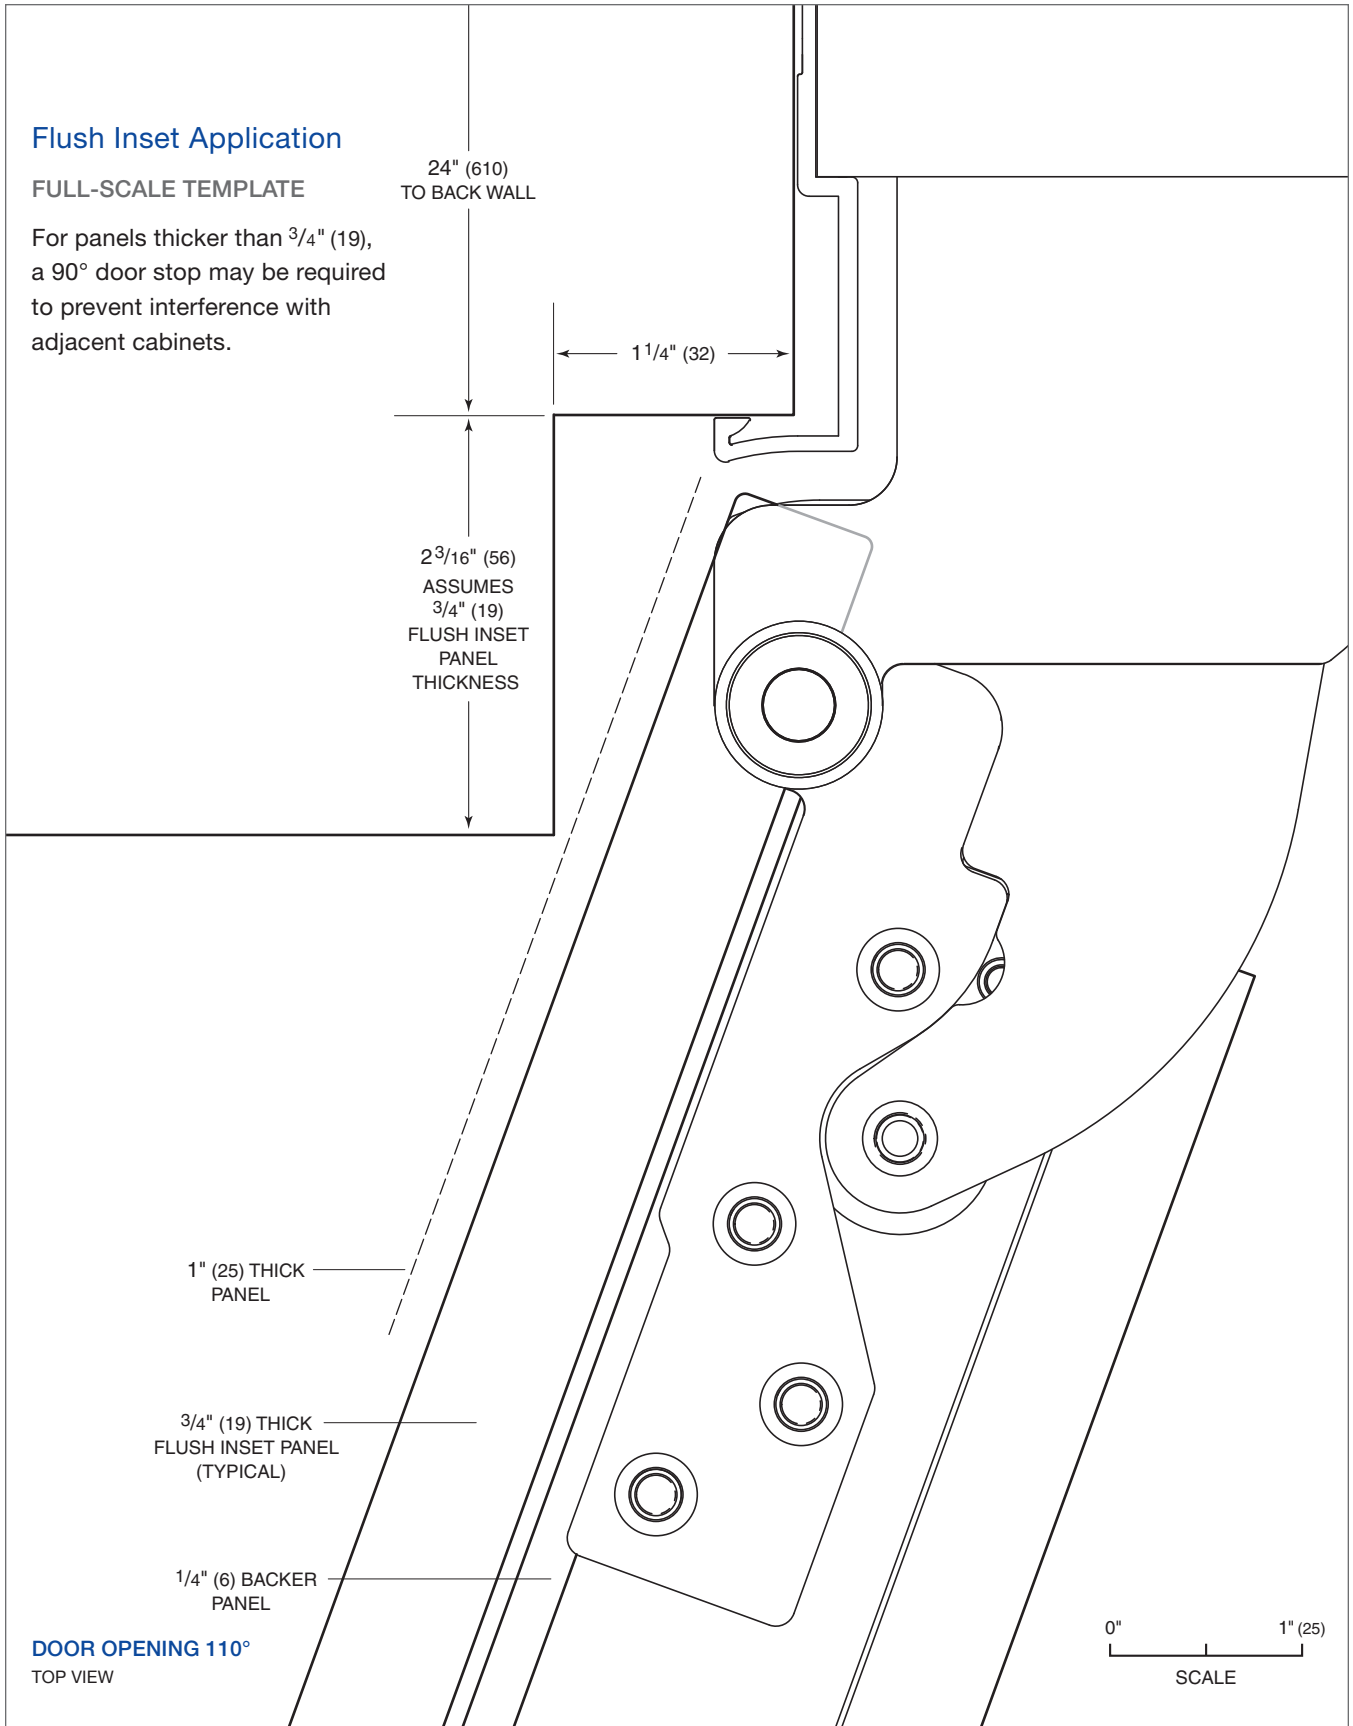 Flush Inset Application
FULL-SCALE TEMPLATE
For panels thicker than 3/4" (19),
a 90° door stop may be required
to prevent interference with
adjacent cabinets.
24" (610)
TO BACK WALL
1 1/4" (32)
2 3/16" (56)
ASSUMES
3/4" (19)
FLUSH INSET
PANEL
THICKNESS
1" (25) THICK
PANEL
3/4" (19) THICK
FLUSH INSET PANEL
(TYPICAL)
1/4" (6) BACKER
PANEL
DOOR OPENING 110°
TOP VIEW
0" 1" (25)
SCALE